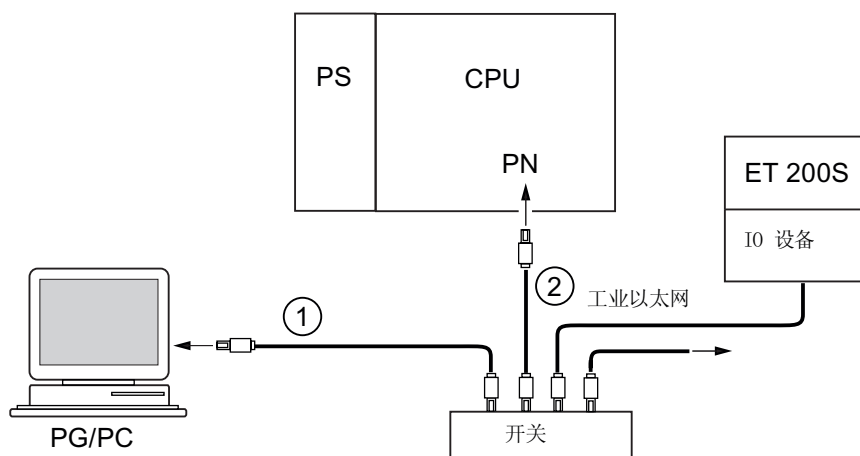 PS
CPU
PN
ET 200S
IO 设备
②
工业以太网
①
开关
PG/PC